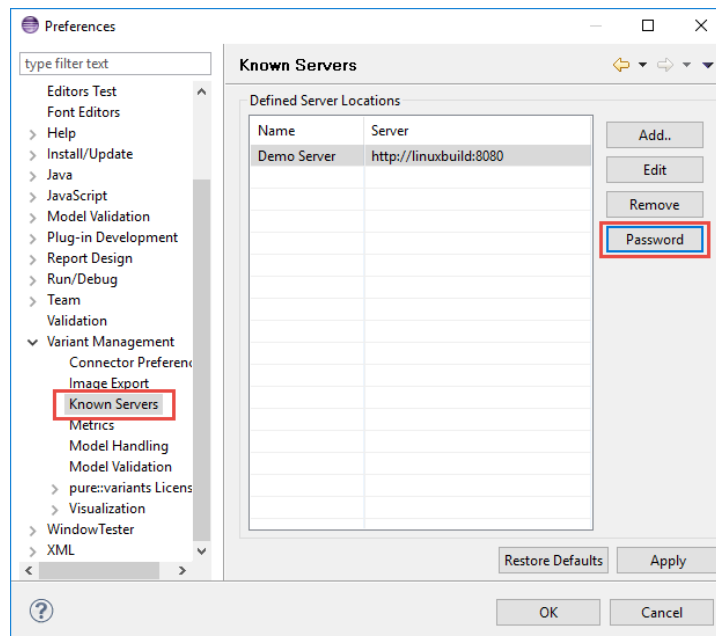 Preferences
type filter text
Editors Test
Font Editors
Help
Install/Update
Java
JavaScript
Model Validation
Plug-in Development
Report Design
Run/Debug
Team
Validation
Variant Management
Connector Preferenc
Image Export
Known Servers
Metrics
Model Handling
Model Validation
pure::variants Licens
Visualization
WindowTester
XML
Known Servers
Defined Server Locations
Name Server
Demo Server http://linuxbuild:8080
Add..
Edit
Remove
Password
Restore Defaults Apply
OK Cancel